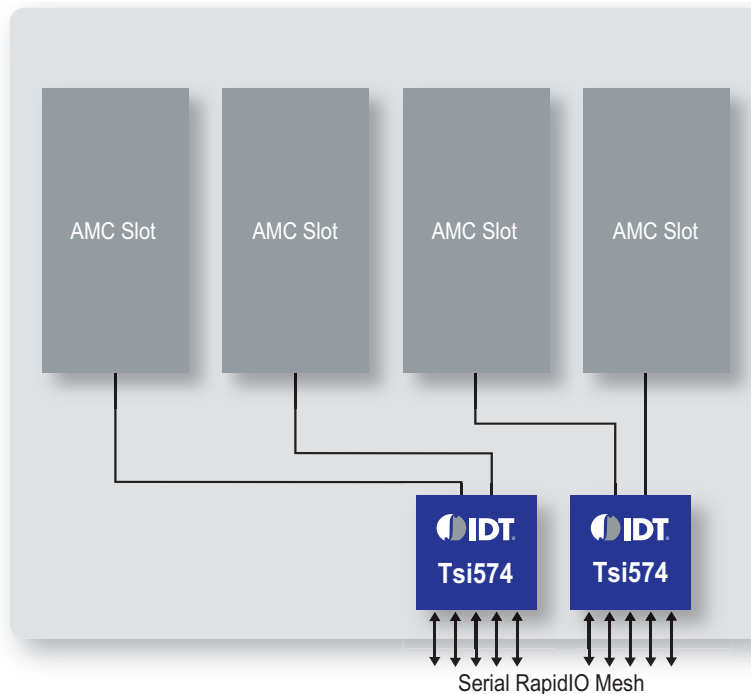 AMC Slot AMC Slot AMC Slot AMC Slot
IDT. IDT.
Tsi574 Tsi574
Serial RapidIO Mesh